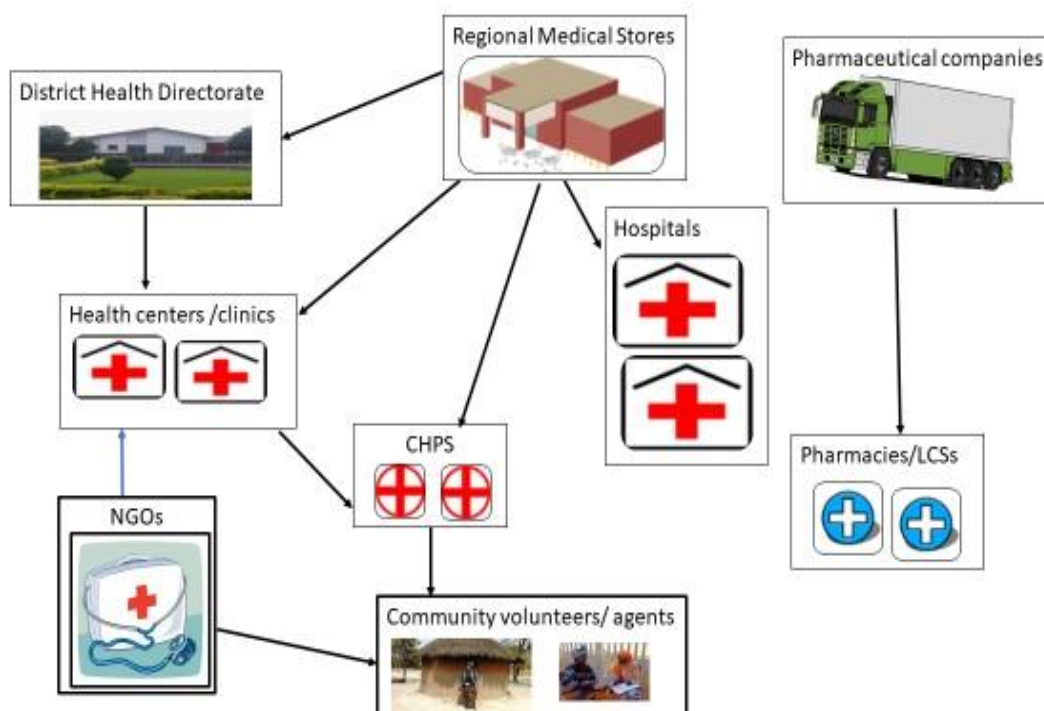 Regional Medical Stores
Pharmaceutical companies
District Health Directorate
Hospitals
Health centers /clinics
CHPS
Pharmacies/LCSs
NGOs
Community volunteers/ agents